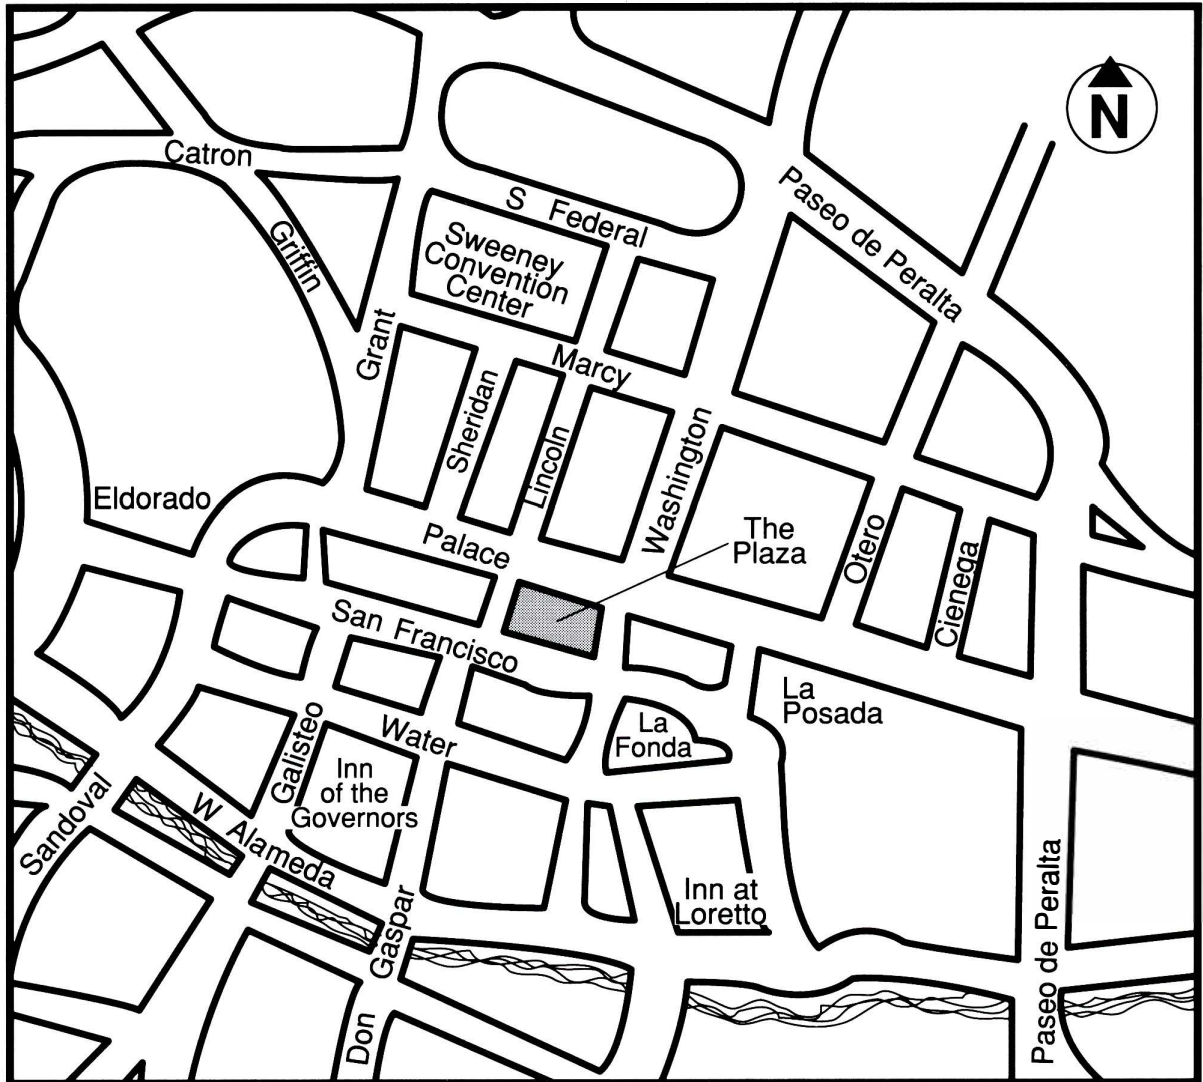 N
Catron
S Federal
Paseo de Peralta
Griffin
Sweeney
Convention
Center
Grant
Marcy
Sheridan
Lincoln
Washington
Eldorado
Palace
The
Plaza
Otero
Cienega
San Francisco
La
Posada
Galisteo
Water
La
Fonda
Inn
of the
Governors
Sandoval
W Alameda
Inn at
Loretto
Don Gaspar
Paseo de Peralta